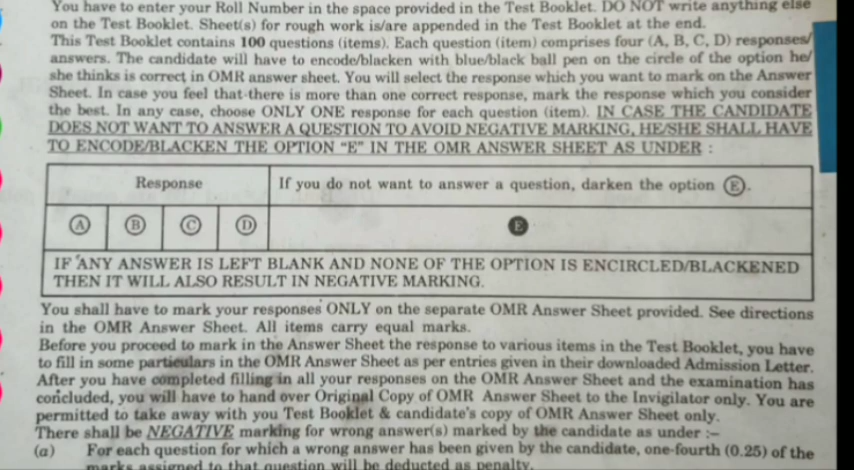 You have to enter your Roll Number in the space provided in the Test Booklet. DO NOT write anything else
on the Test Booklet. Sheet(s) for rough work is/are appended in the Test Booklet at the end.
This Test Booklet contains 100 questions (items). Each question (item) comprises four (A, B, C, D) responses/
answers. The candidate will have to encode/blacken with blue/black ball pen on the circle of the option he/
she thinks is correct in OMR answer sheet. You will select the response which you want to mark on the Answer
Sheet. In case you feel that there is more than one correct response, mark the response which you consider
the best. In any case, choose ONLY ONE response for each question (item). IN CASE THE CANDIDATE
DOES NOT WANT TO ANSWER A QUESTION TO AVOID NEGATIVE MARKING, HE/SHE SHALL HAVE
TO ENCODE/BLACKEN THE OPTION “E” IN THE OMR ANSWER SHEET AS UNDER :
Response If you do not want to answer a question, darken the option Ⓔ.
Ⓐ Ⓑ Ⓒ Ⓓ E
IF ANY ANSWER IS LEFT BLANK AND NONE OF THE OPTION IS ENCIRCLED/BLACKENED
THEN IT WILL ALSO RESULT IN NEGATIVE MARKING.
You shall have to mark your responses ONLY on the separate OMR Answer Sheet provided. See directions
in the OMR Answer Sheet. All items carry equal marks.
Before you proceed to mark in the Answer Sheet the response to various items in the Test Booklet, you have
to fill in some particulars in the OMR Answer Sheet as per entries given in their downloaded Admission Letter.
After you have completed filling in all your responses on the OMR Answer Sheet and the examination has
concluded, you will have to hand over Original Copy of OMR Answer Sheet to the Invigilator only. You are
permitted to take away with you Test Booklet & candidate's copy of OMR Answer Sheet only.
There shall be NEGATIVE marking for wrong answer(s) marked by the candidate as under :–
(a) For each question for which a wrong answer has been given by the candidate, one-fourth (0.25) of the
marks assigned to that question will be deducted as penalty.